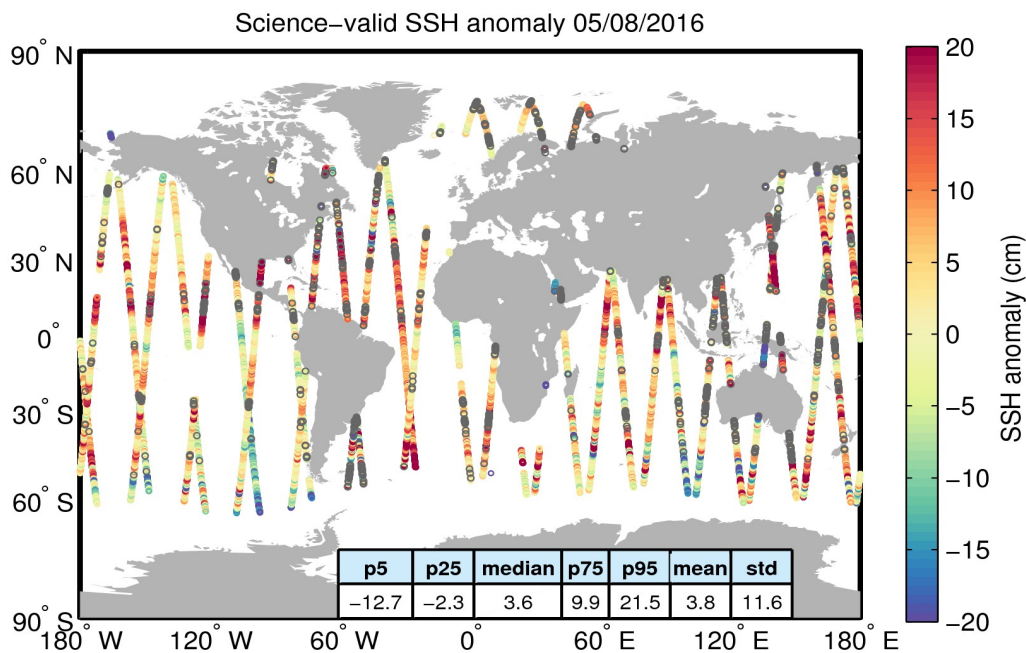 Science−valid SSH anomaly 05/08/2016
90° N
60° N
30° N
0°
30° S
60° S
90° S
180° W
120° W
60° W
0°
60° E
120° E
180° E
p5 p25 median p75 p95 mean std
−12.7 −2.3 3.6 9.9 21.5 3.8 11.6
20
15
10
5
0
−5
−10
−15
−20
SSH anomaly (cm)